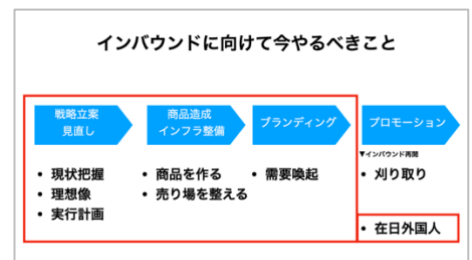 インバウンドに向けて今やるべきこと
戦略立案
見直し
商品造成
インフラ整備
ブランディング
プロモーション
▼インバウンド再開
• 現状把握
• 理想像
• 実行計画
• 商品を作る
• 売り場を整える
• 需要喚起
• 刈り取り
• 在日外国人